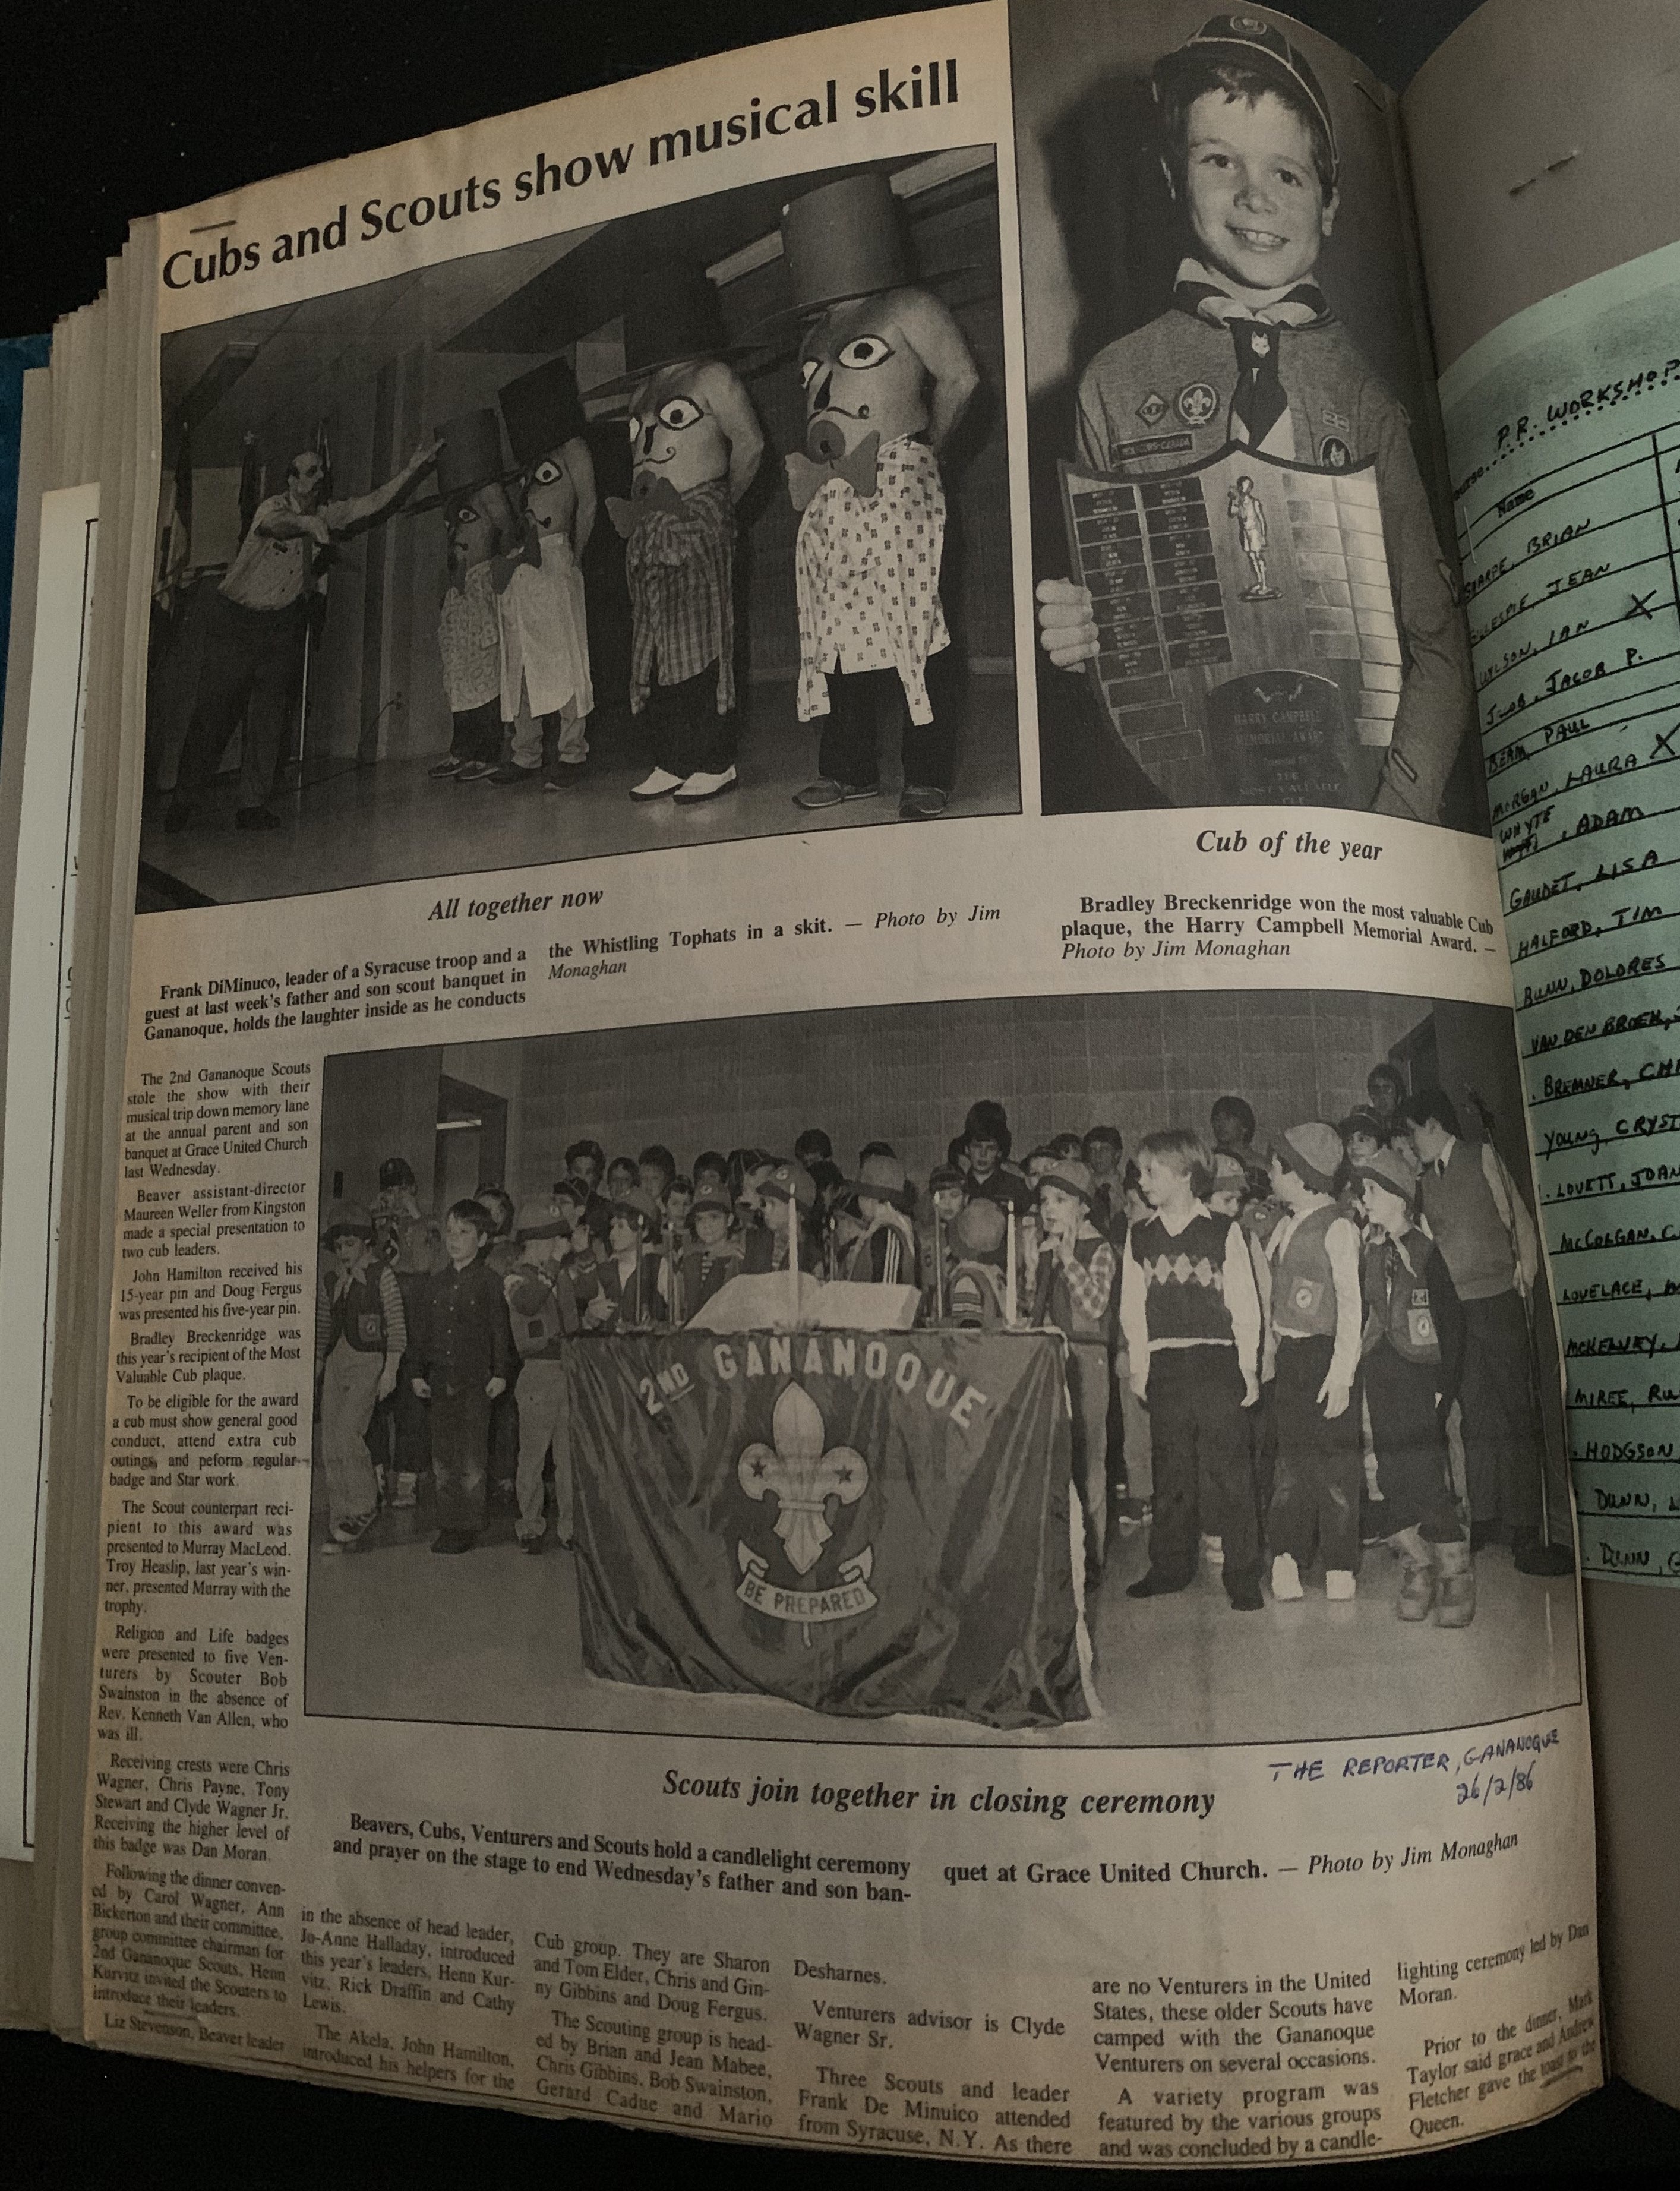 Cubs and Scouts show musical skill
All together now
Frank DiMinuco, leader of a Syracuse troop and a
guest at last week's father and son scout banquet in
Gananoque, holds the laughter inside as he conducts
the Whistling Tophats in a skit. — Photo by Jim
Monaghan
HARRY CAMPBELL
MEMORIAL AWARD
Cub of the year
Bradley Breckenridge won the most valuable Cub
plaque, the Harry Campbell Memorial Award. —
Photo by Jim Monaghan
The 2nd Gananoque Scouts
stole the show with their
musical trip down memory lane
at the annual parent and son
banquet at Grace United Church
last Wednesday.
Beaver assistant-director
Maureen Weller from Kingston
made a special presentation to
two cub leaders.
John Hamilton received his
15-year pin and Doug Fergus
was presented his five-year pin.
Bradley Breckenridge was
this year's recipient of the Most
Valuable Cub plaque.
To be eligible for the award
a cub must show general good
conduct, attend extra cub
outings, and peform regular
badge and Star work.
The Scout counterpart reci-
pient to this award was
presented to Murray MacLeod.
Troy Heaslip, last year's win-
ner, presented Murray with the
trophy.
Religion and Life badges
were presented to five Ven-
turers by Scouter Bob
Swainston in the absence of
Rev. Kenneth Van Allen, who
was ill.
Receiving crests were Chris
Wagner, Chris Payne, Tony
Stewart and Clyde Wagner Jr.
Receiving the higher level of
this badge was Dan Moran.
Following the dinner conven-
ed by Carol Wagner, Ann
Bickerton and their committee,
group committee chairman for
2nd Gananoque Scouts, Henn
Kurvitz invited the Scouters to
introduce their leaders.
Liz Stevenson, Beaver leader
2ND GANANOQUE
BE PREPARED
THE REPORTER, GANANOQUE
26/2/86
Scouts join together in closing ceremony
Beavers, Cubs, Venturers and Scouts hold a candlelight ceremony
and prayer on the stage to end Wednesday's father and son ban-
quet at Grace United Church. — Photo by Jim Monaghan
in the absence of head leader,
Jo-Anne Halladay, introduced
this year's leaders, Henn Kur-
vitz, Rick Draffin and Cathy
Lewis.
The Akela, John Hamilton,
introduced his helpers for the
Cub group. They are Sharon
and Tom Elder, Chris and Gin-
ny Gibbins and Doug Fergus.
The Scouting group is head-
ed by Brian and Jean Mabee,
Chris Gibbins, Bob Swainston,
Gerard Cadue and Mario
Desharnes.
Venturers advisor is Clyde
Wagner Sr.
Three Scouts and leader
Frank De Minuico attended
from Syracuse, N.Y. As there
are no Venturers in the United
States, these older Scouts have
camped with the Gananoque
Venturers on several occasions.
A variety program was
featured by the various groups
and was concluded by a candle-
lighting ceremony led by Dan
Moran.
Prior to the dinner, Mark
Taylor said grace and Andrew
Fletcher gave the toast to the
Queen.
P.R. WORKSHOP
Name
BRIAN
JEAN
WILSON, IAN X
JACOB, JACOB P.
BEAM, PAUL
MORGAN, LAURA X
WHYTE, ADAM
GAUDET, LISA
HALFORD, TIM
BUNN, DOLORES
VAN DEN BROEK,
BREMNER,
YOUNG,
LOVETT,
McCOLGAN, C.
LOVELACE,
McKELVEY,
MIREE,
HODGSON,
DUNN,
DUNN,